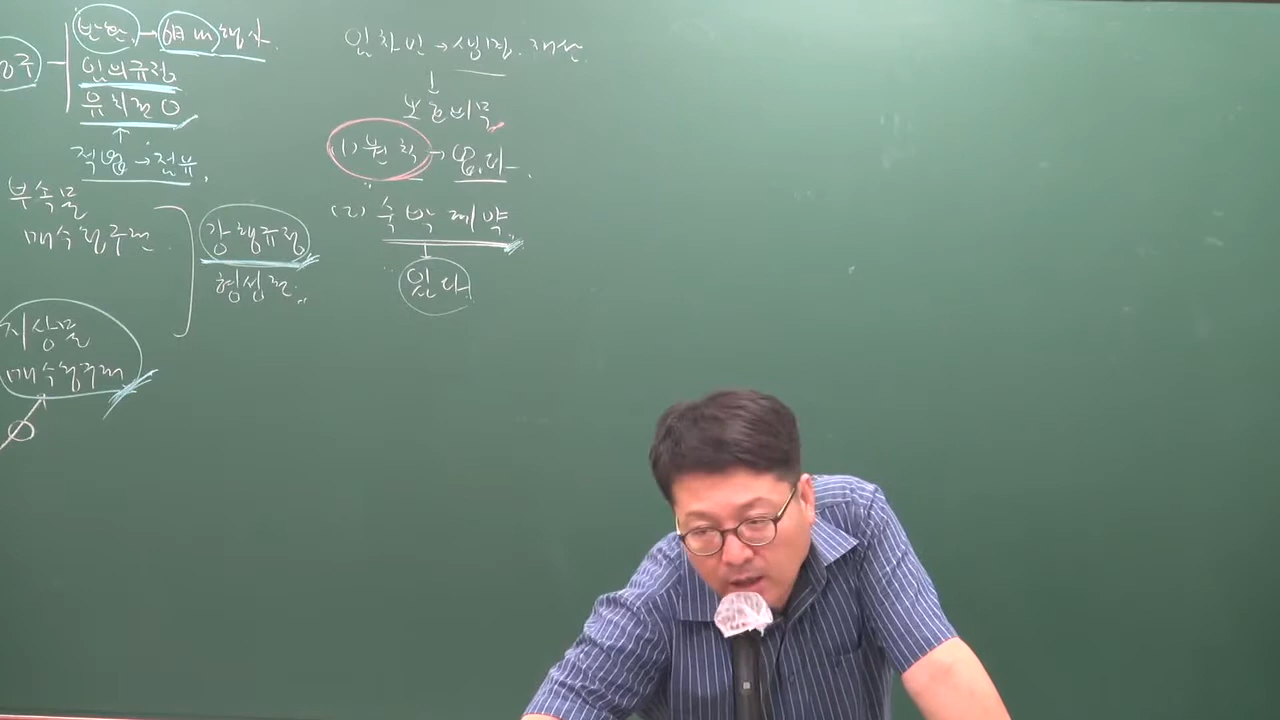 반환 → 6月 내 행사.
임의규정
유치권 O
↑
적용 → 전유.
부속물
매수청구권.
강행규정
형성권..
지상물
매수청구권
임차인 → 생명. 재산.
↓
보호의무
(1) 원칙 → 없다.
(2) 숙박계약.
있다.